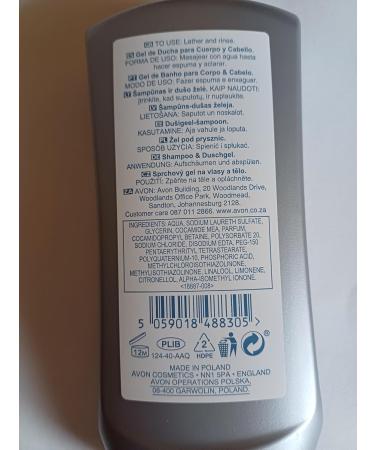 GB TO USE: Lather and rinse.
ES Gel de Ducha para Cuerpo y Cabello.
FORMA DE USO: Masajear con agua hasta
hacer espuma y aclarar.
PT Gel de Banho para Corpo & Cabelo.
MODO DE USO: Fazer espuma e enxaguar.
LT Šampūnas ir dušo želė. KAIP NAUDOTI:
Įtrinkite, kad suputotų, ir nuplaukite.
LV Šampūns-dušas želeja.
LIETOŠANA: Saputot un noskalot.
EE Dušigeel-šampoon.
KASUTAMINE: Aja vahule ja loputa.
PL Żel pod prysznic.
SPOSÓB UŻYCIA: Spienić i spłukać.
DE Shampoo & Duschgel.
ANWENDUNG: Aufschäumen und abspülen.
CZ Sprchový gel na vlasy a tělo.
POUŽITÍ: Zpěňte na těle a opláchněte.
ZA AVON: Avon Building, 20 Woodlands Drive,
Woodlands Office Park, Woodmead,
Sandton, Johannesburg 2128.
Customer care 087 011 2866. www.avon.co.za
INGREDIENTS: AQUA, SODIUM LAURETH SULFATE,
GLYCERIN, COCAMIDE MEA, PARFUM,
COCAMIDOPROPYL BETAINE, POLYSORBATE 20,
SODIUM CHLORIDE, DISODIUM EDTA, PEG-150
PENTAERYTHRITYL TETRASTEARATE,
POLYQUATERNIUM-10, PHOSPHORIC ACID,
METHYLCHLOROISOTHIAZOLINONE,
METHYLISOTHIAZOLINONE, LINALOOL, LIMONENE,
CITRONELLOL, ALPHA-ISOMETHYL IONONE.
<18687-008>
5 059018 488305 >
12M
PLIB
124-40-AAQ
2
HDPE
MADE IN POLAND
AVON COSMETICS • NN1 5PA • ENGLAND
AVON OPERATIONS POLSKA,
08-400 GARWOLIN, POLAND